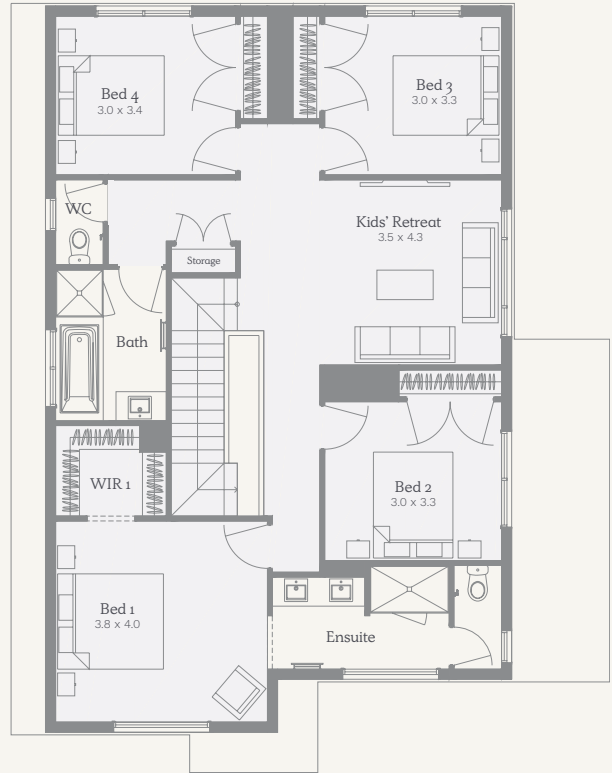 Bed 4
3.0 x 3.4
Bed 3
3.0 x 3.3
WC
Kids' Retreat
3.5 x 4.3
Storage
Bath
WIR 1
Bed 2
3.0 x 3.3
Bed 1
3.8 x 4.0
Ensuite